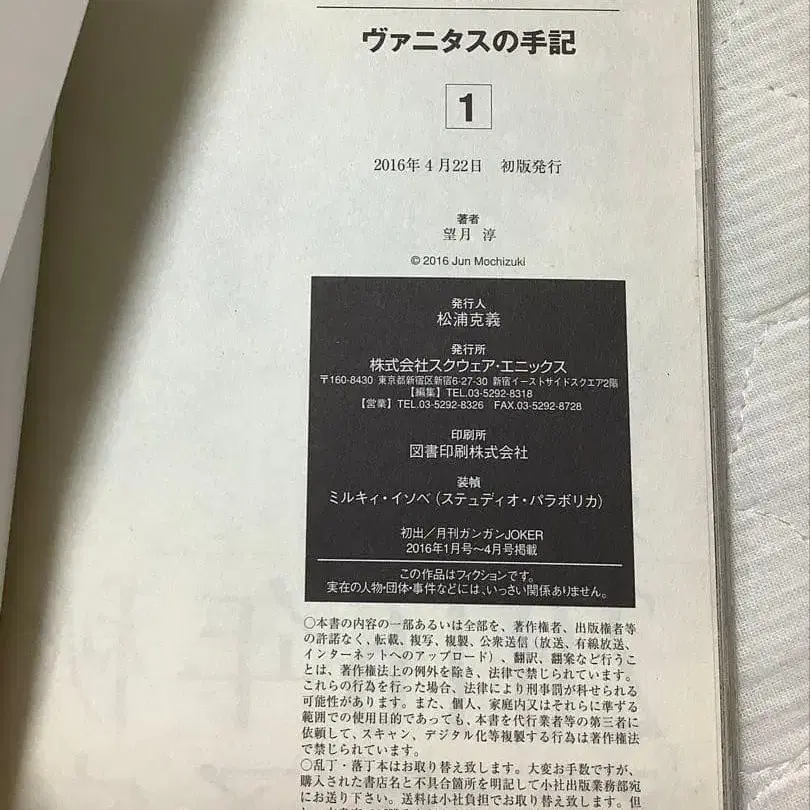 ヴァニタスの手記
1
2016年4月22日　初版発行
著者
望月 淳
© 2016 Jun Mochizuki
発行人
松浦克義
発行所
株式会社スクウェア・エニックス
〒160-8430 東京都新宿区新宿6-27-30 新宿イーストサイドスクエア2階
【編集】TEL.03-5292-8318
【営業】TEL.03-5292-8326　FAX.03-5292-8728
印刷所
図書印刷株式会社
装幀
ミルキィ・イソベ（ステュディオ・パラボリカ）
初出／月刊ガンガンJOKER
2016年1月号～4月号掲載
この作品はフィクションです。
実在の人物・団体・事件などには、いっさい関係ありません。
○本書の内容の一部あるいは全部を、著作権者、出版権者等
の許諾なく、転載、複写、複製、公衆送信（放送、有線放送、
インターネットへのアップロード）、翻訳、翻案など行うこ
とは、著作権法上の例外を除き、法律で禁じられています。
これらの行為を行った場合、法律により刑事罰が科せられる
可能性があります。また、個人、家庭内又はそれらに準ずる
範囲での使用目的であっても、本書を代行業者等の第三者に
依頼して、スキャン、デジタル化等複製する行為は著作権法
で禁じられています。
○乱丁・落丁本はお取り替え致します。大変お手数ですが、
購入された書店名と不具合箇所を明記して小社出版業務部宛
にお送り下さい。送料は小社負担でお取り替え致します。但